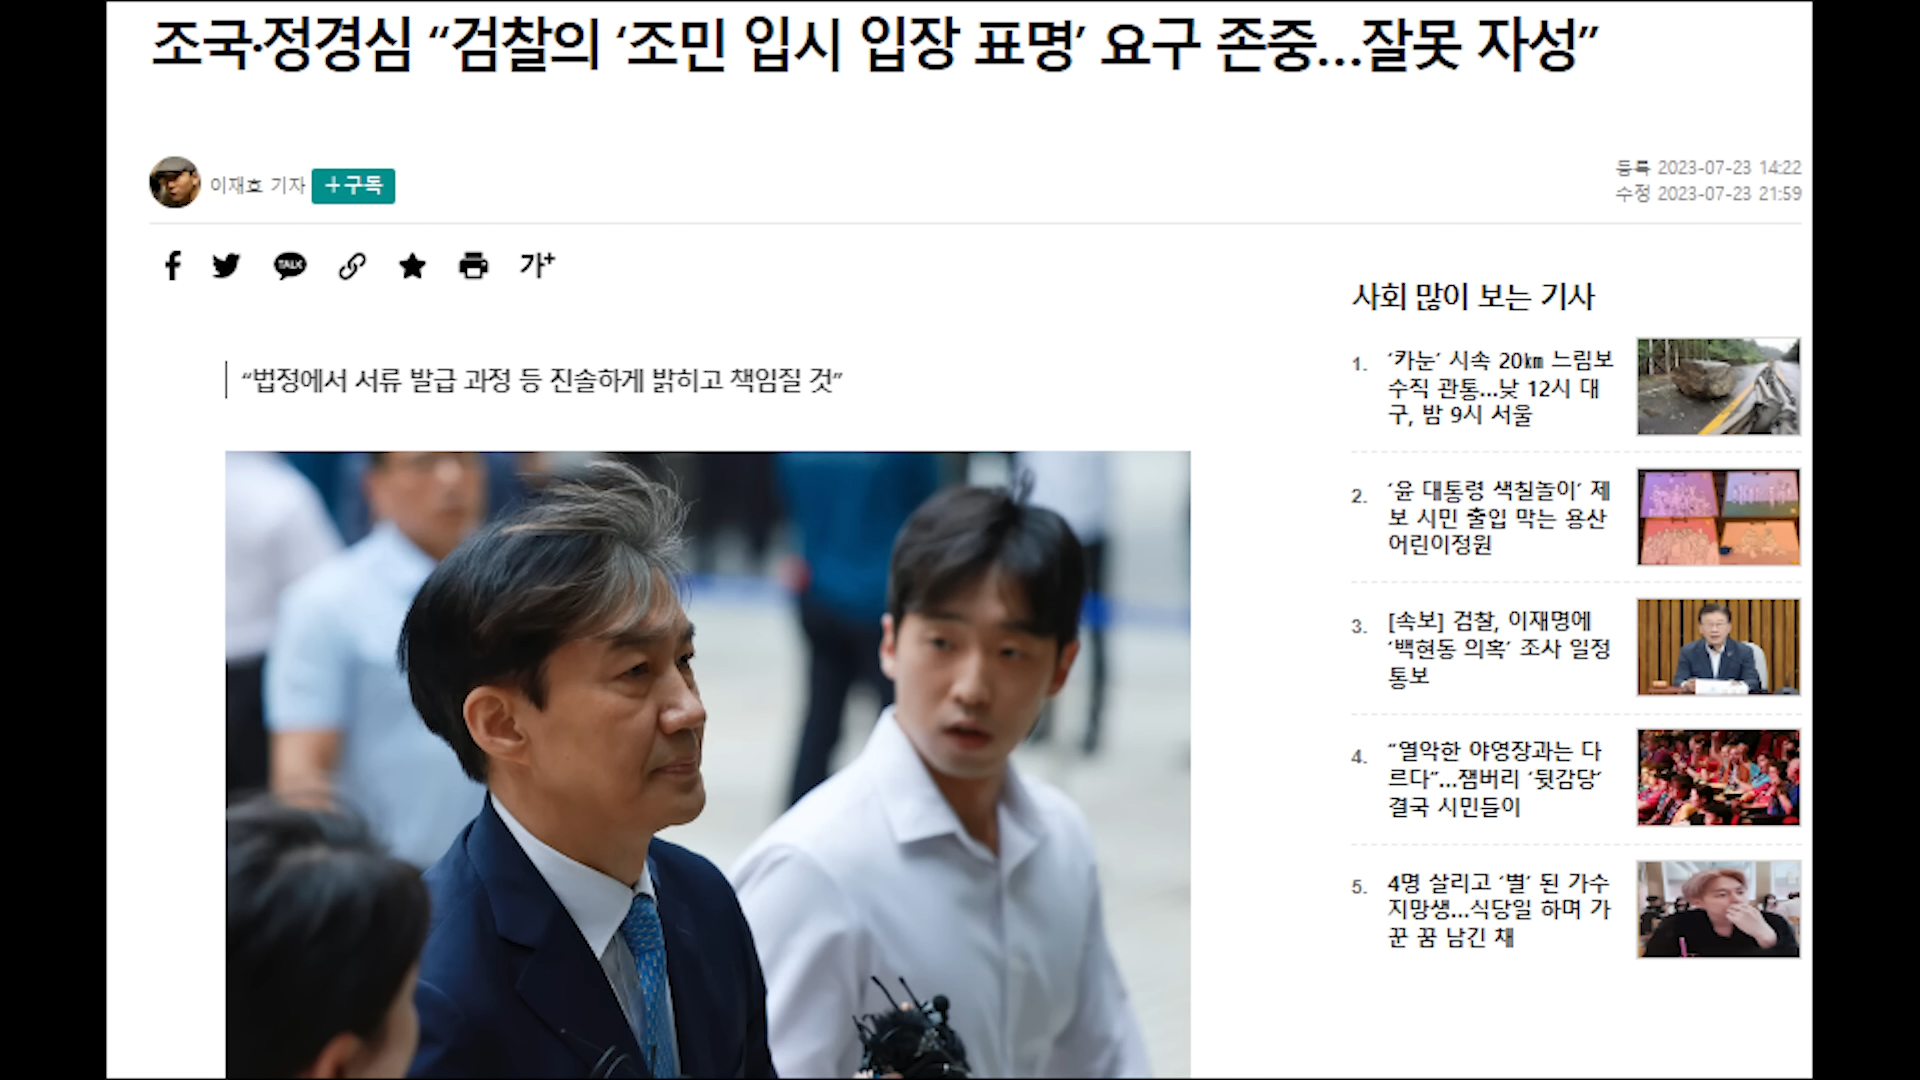 조국·정경심 “검찰의 ‘조민 입시 입장 표명’ 요구 존중…잘못 자성”
이재호 기자
+구독
등록 2023-07-23 14:22
수정 2023-07-23 21:59
TALK
가+
“법정에서 서류 발급 과정 등 진솔하게 밝히고 책임질 것”
사회 많이 보는 기사
1. ‘카눈’ 시속 20㎞ 느림보
수직 관통…낮 12시 대
구, 밤 9시 서울
2. ‘윤 대통령 색칠놀이’ 제
보 시민 출입 막는 용산
어린이정원
3. [속보] 검찰, 이재명에
‘백현동 의혹’ 조사 일정
통보
4. “열악한 야영장과는 다
르다”…잼버리 ‘뒷감당’
결국 시민들이
5. 4명 살리고 ‘별’ 된 가수
지망생…식당일 하며 가
꾼 꿈 남긴 채